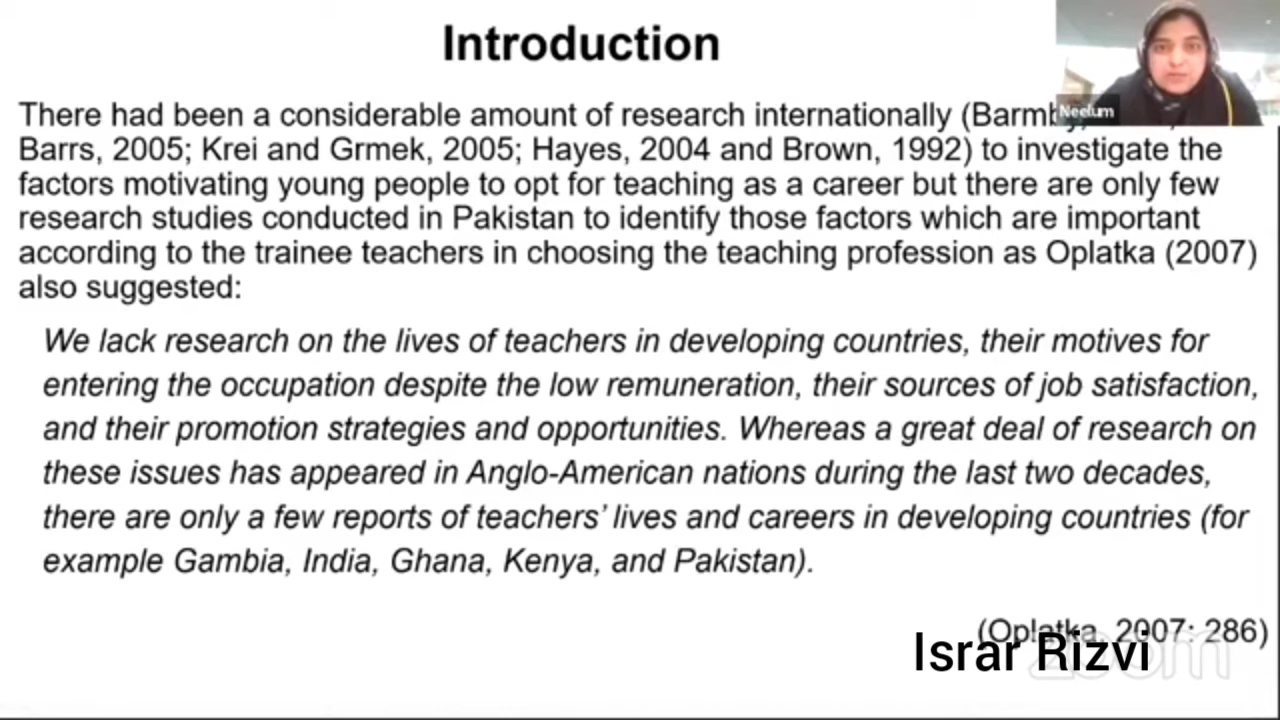 Introduction
Neelum
There had been a considerable amount of research internationally
Barrs, 2005; Krei and Grmek, 2005; Hayes, 2004 and Brown, 1992) to investigate the
factors motivating young people to opt for teaching as a career but there are only few
research studies conducted in Pakistan to identify those factors which are important
according to the trainee teachers in choosing the teaching profession as Oplatka (2007)
also suggested:
We lack research on the lives of teachers in developing countries, their motives for
entering the occupation despite the low remuneration, their sources of job satisfaction,
and their promotion strategies and opportunities. Whereas a great deal of research on
these issues has appeared in Anglo-American nations during the last two decades,
there are only a few reports of teachers’ lives and careers in developing countries (for
example Gambia, India, Ghana, Kenya, and Pakistan).
(Oplatka, 2007: 286)
Israr Rizvi
zoom